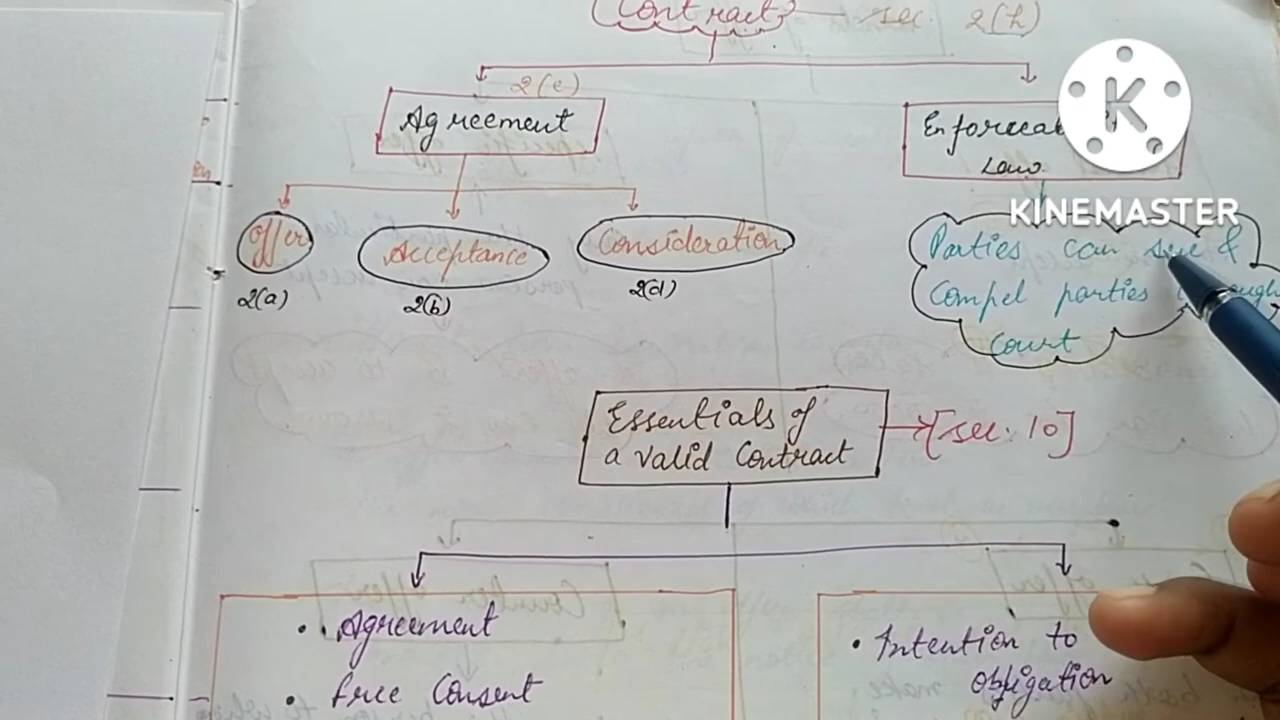 Contract sec. 2(h)
2(e)
Agreement
Law
Offer
Acceptance
Consideration
2(a)
2(b)
2(d)
KINEMASTER
Parties can sue &
Compel parties
Court
Essentials of
a valid Contract
[sec. 10]
• Agreement
• free Consent
• Intention to
obligation